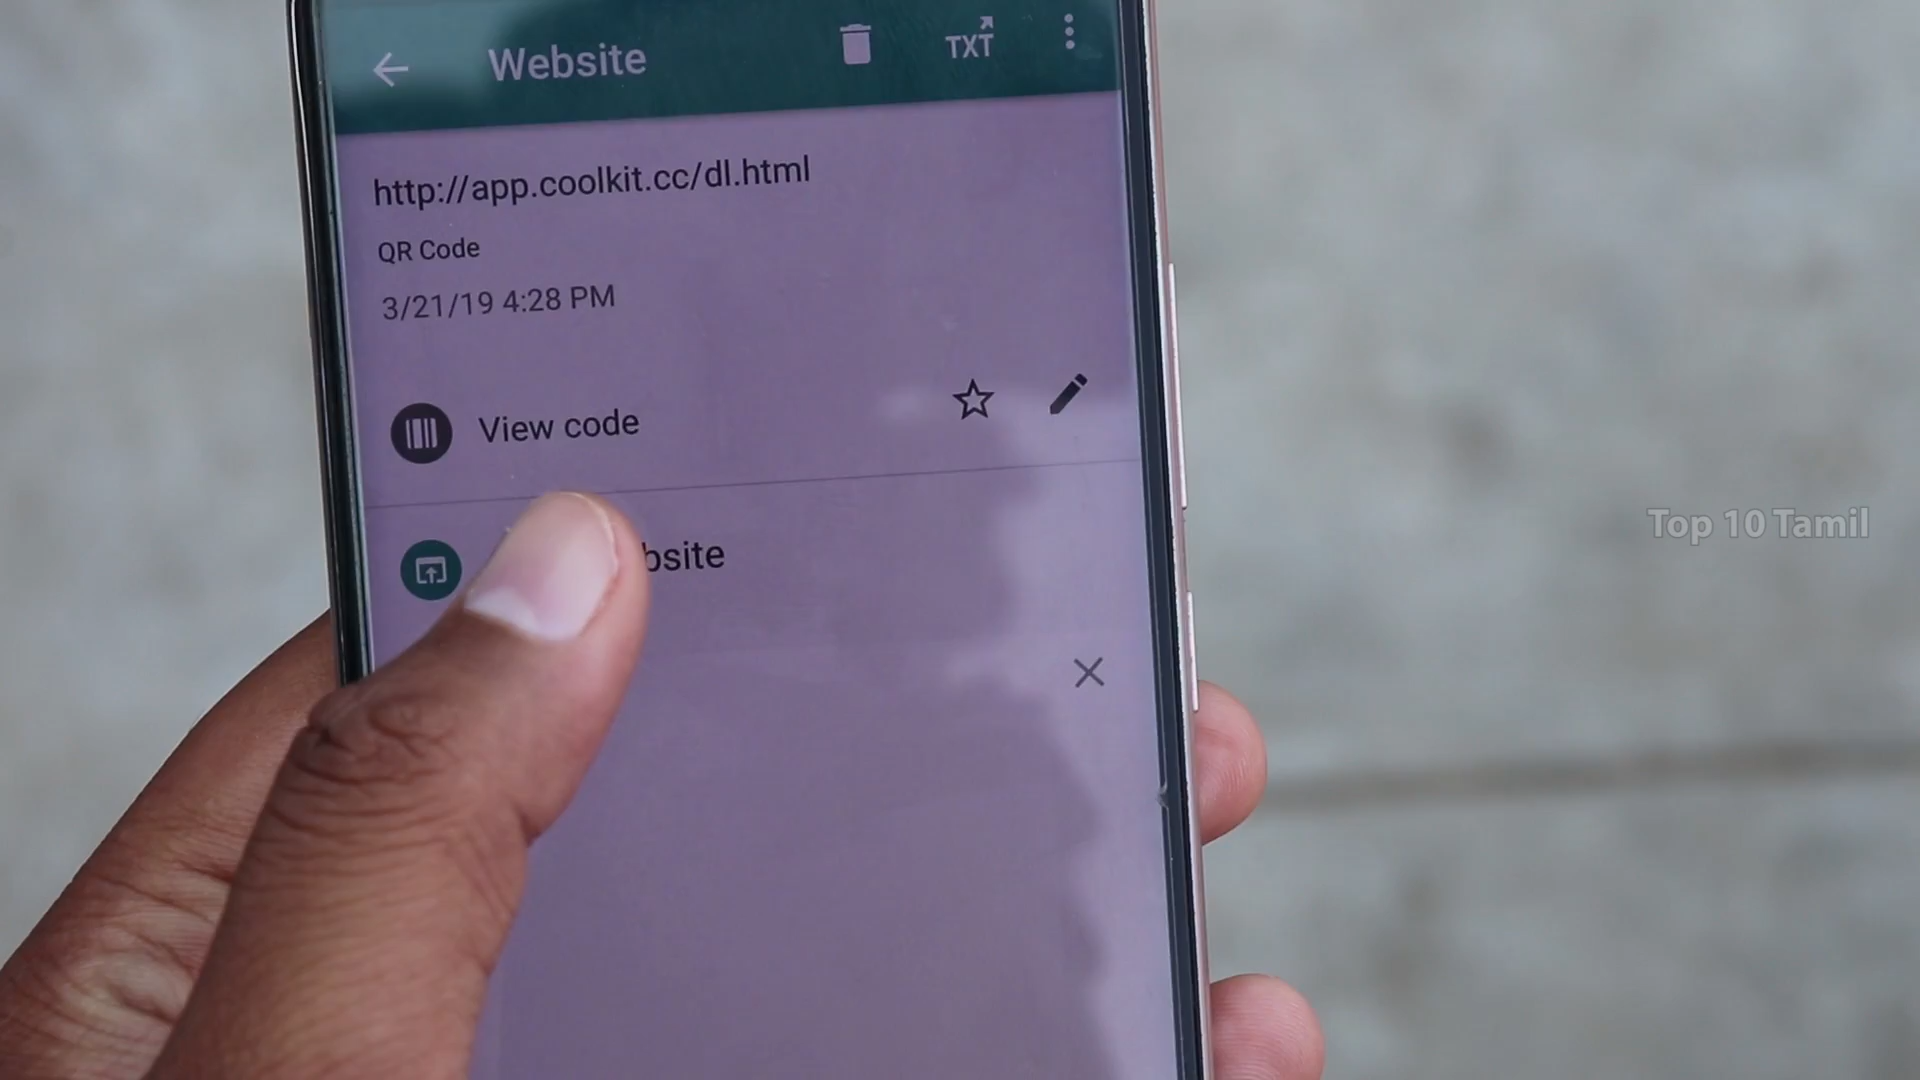 Website
TXT
http://app.coolkit.cc/dl.html
QR Code
3/21/19 4:28 PM
View code
bsite
Top 10 Tamil